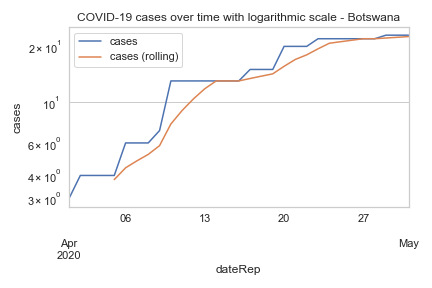 COVID-19 cases over time with logarithmic scale - Botswana
cases
cases (rolling)
2 × 10¹
10¹
6 × 10⁰
4 × 10⁰
3 × 10⁰
cases
06 13 20 27
Apr May
2020
dateRep